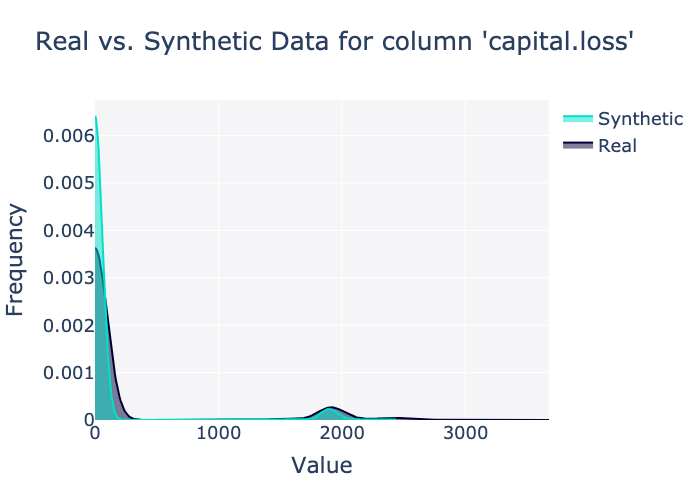 Real vs. Synthetic Data for column 'capital.loss'
Synthetic
Real
Frequency
0.006
0.005
0.004
0.003
0.002
0.001
0
0 1000 2000 3000
Value